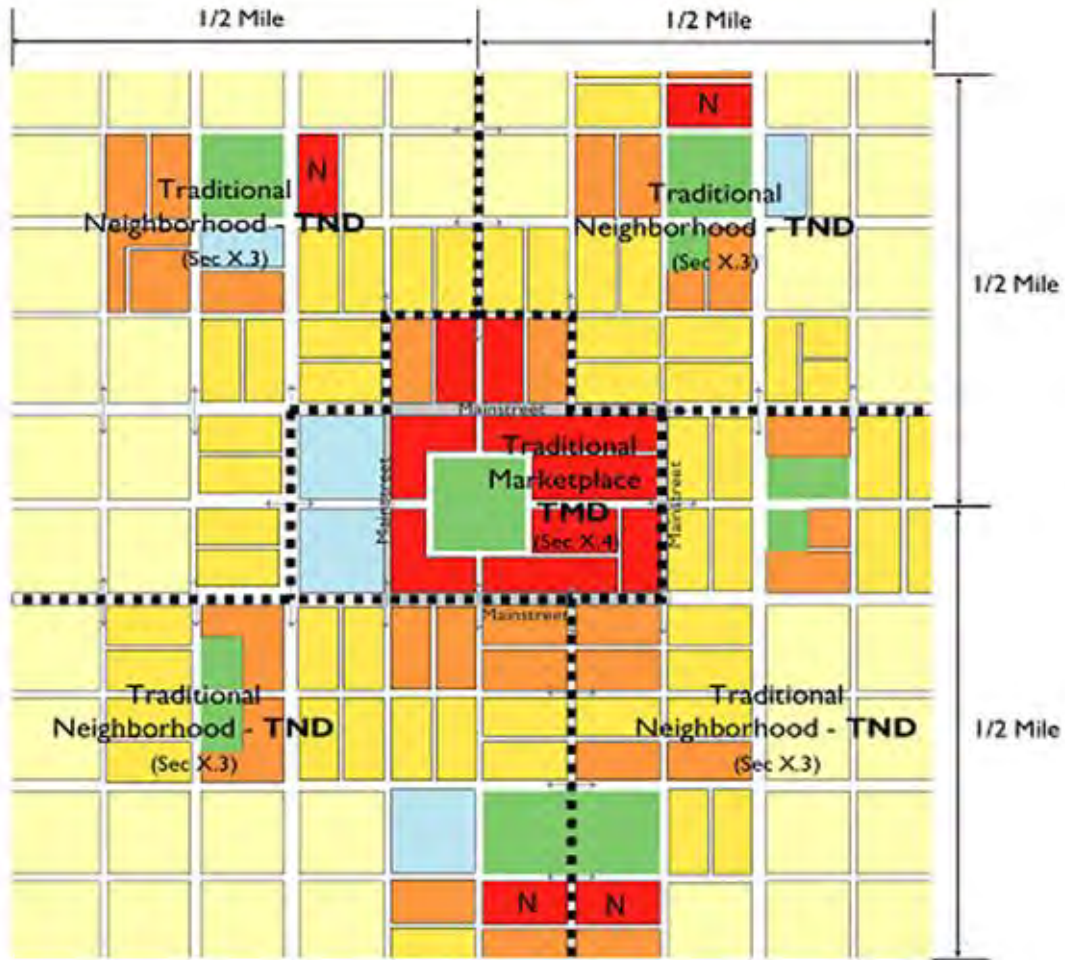 1/2 Mile
1/2 Mile
N
N
Traditional
Neighborhood - TND
(Sec X.3)
Traditional
Neighborhood - TND
(Sec X.3)
1/2 Mile
Mainstreet
Traditional
Marketplace
TMD
(Sec X.4)
Mainstreet
Mainstreet
Mainstreet
Traditional
Neighborhood - TND
(Sec X.3)
Traditional
Neighborhood - TND
(Sec X.3)
1/2 Mile
N
N